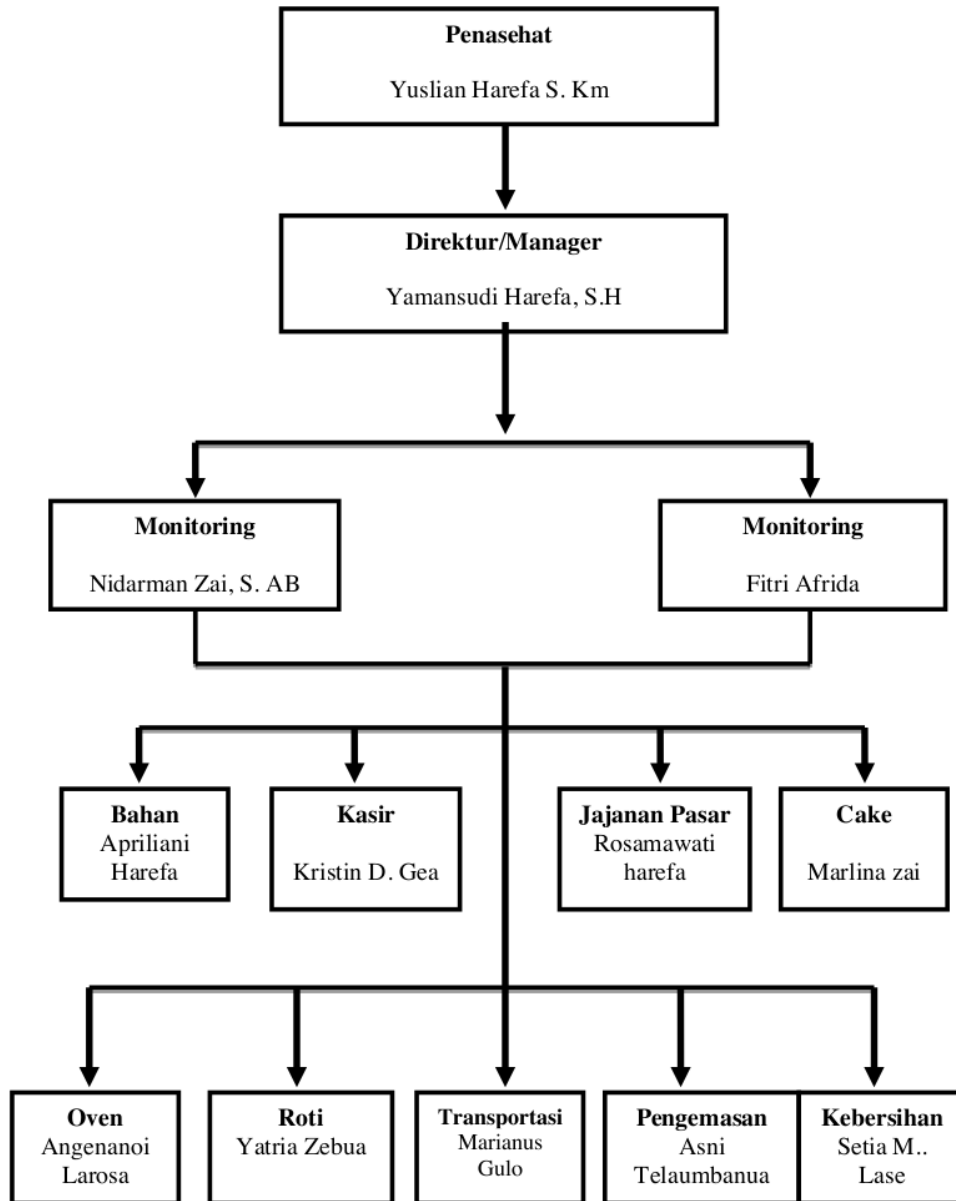 Penasehat
Yuslian Harefa S. Km
Direktur/Manager
Yamansudi Harefa, S.H
Monitoring
Nidarman Zai, S. AB
Monitoring
Fitri Afrida
Bahan
Apriliani
Harefa
Kasir
Kristin D. Gea
Jajanan Pasar
Rosamawati
harefa
Cake
Marlina zai
Oven
Angenanoi
Larosa
Roti
Yatria Zebua
Transportasi
Marianus
Gulo
Pengemasan
Asni
Telaumbanua
Kebersihan
Setia M..
Lase